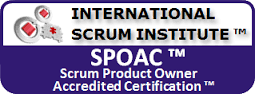 INTERNATIONAL
SCRUM INSTITUTE ™
SPOAC ™
Scrum Product Owner
Accredited Certification ™